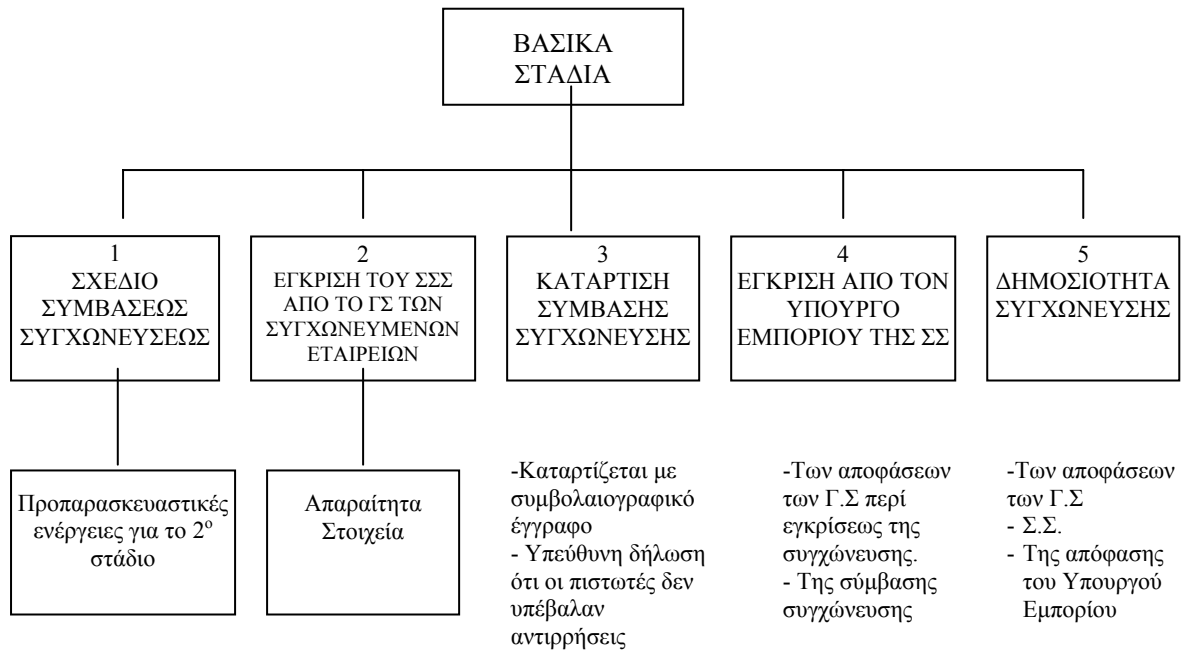 ΒΑΣΙΚΑ
ΣΤΑΔΙΑ
1
ΣΧΕΔΙΟ
ΣΥΜΒΑΣΕΩΣ
ΣΥΓΧΩΝΕΥΣΕΩΣ
2
ΕΓΚΡΙΣΗ ΤΟΥ ΣΣΣ
ΑΠΟ ΤΟ ΓΣ ΤΩΝ
ΣΥΓΧΩΝΕΥΜΕΝΩΝ
ΕΤΑΙΡΕΙΩΝ
3
ΚΑΤΑΡΤΙΣΗ
ΣΥΜΒΑΣΗΣ
ΣΥΓΧΩΝΕΥΣΗΣ
4
ΕΓΚΡΙΣΗ ΑΠΟ ΤΟΝ
ΥΠΟΥΡΓΟ
ΕΜΠΟΡΙΟΥ ΤΗΣ ΣΣ
5
ΔΗΜΟΣΙΟΤΗΤΑ
ΣΥΓΧΩΝΕΥΣΗΣ
Προπαρασκευαστικές
ενέργειες για το 2º
στάδιο
Απαραίτητα
Στοιχεία
-Καταρτίζεται με
συμβολαιογραφικό
έγγραφο
- Υπεύθυνη δήλωση
ότι οι πιστωτές δεν
υπέβαλαν
αντιρρήσεις
-Των αποφάσεων
των Γ.Σ περί
εγκρίσεως της
συγχώνευσης.
- Της σύμβασης
συγχώνευσης
-Των αποφάσεων
των Γ.Σ
- Σ.Σ.
- Της απόφασης
του Υπουργού
Εμπορίου